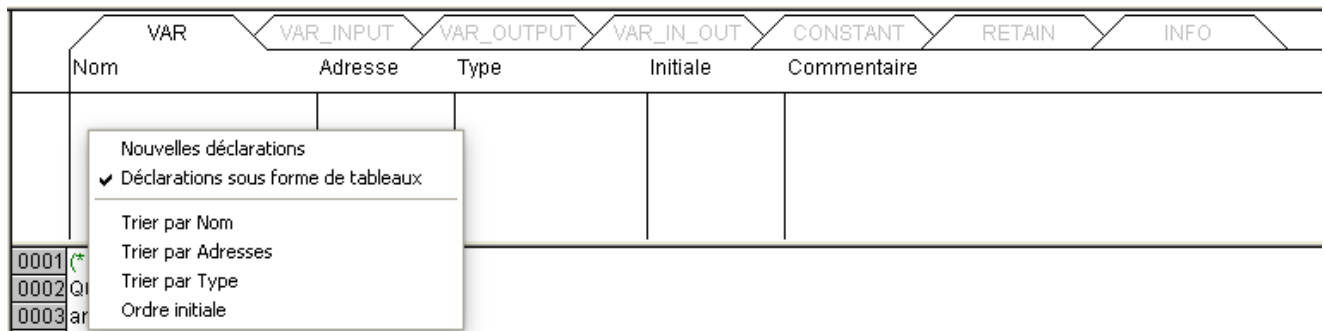 VAR VAR_INPUT VAR_OUTPUT VAR_IN_OUT CONSTANT RETAIN INFO
Nom Adresse Type Initiale Commentaire
Nouvelles déclarations
✔ Déclarations sous forme de tableaux
Trier par Nom
Trier par Adresses
Trier par Type
Ordre initiale
0001 (*
0002
0003 ar